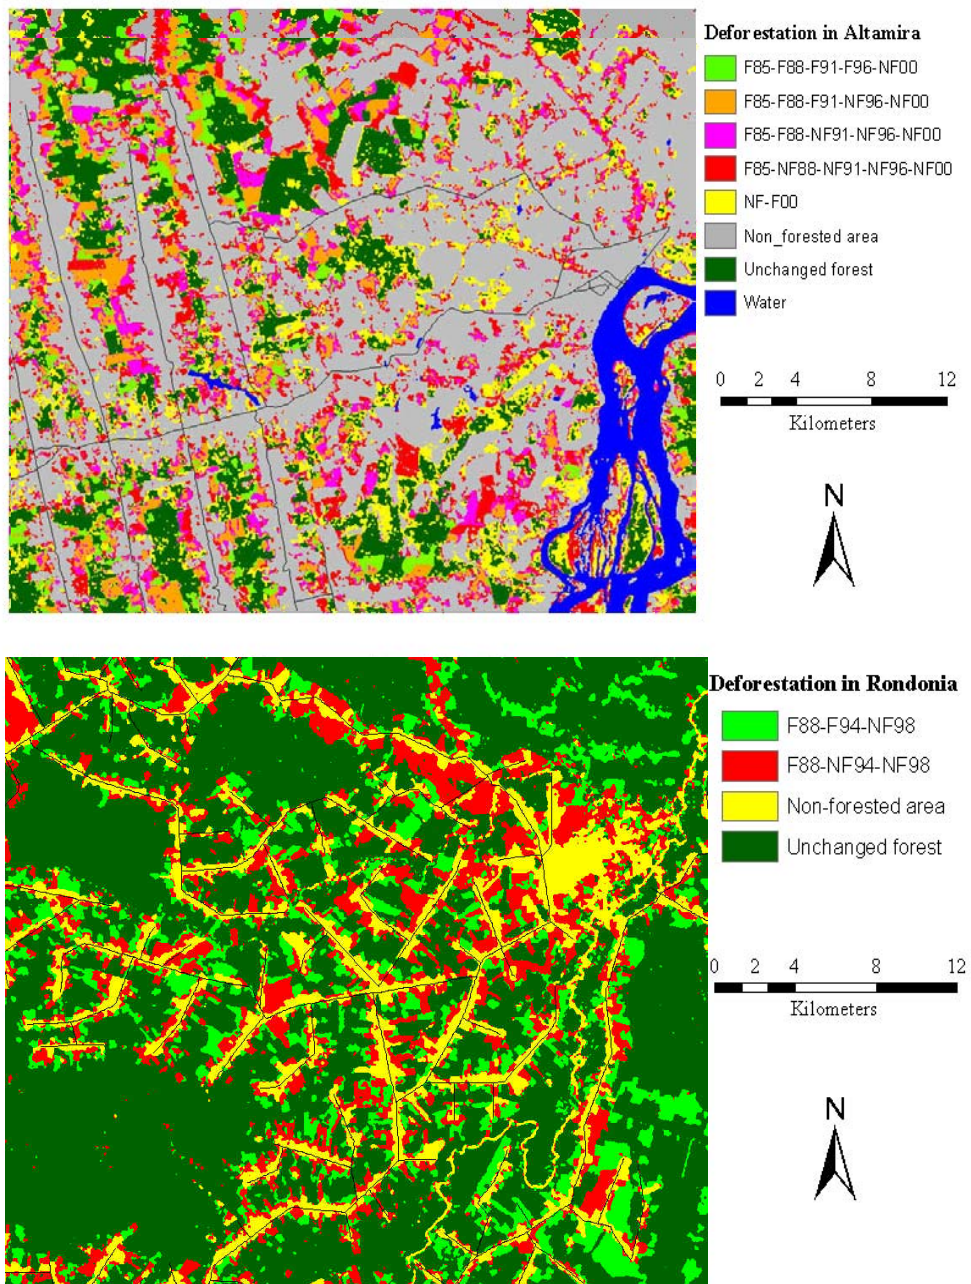 Deforestation in Altamira
F85-F88-F91-F96-NF00
F85-F88-F91-NF96-NF00
F85-F88-NF91-NF96-NF00
F85-NF88-NF91-NF96-NF00
NF-F00
Non_forested area
Unchanged forest
Water
0 2 4 8 12
Kilometers
N
Deforestation in Rondonia
F88-F94-NF98
F88-NF94-NF98
Non-forested area
Unchanged forest
0 2 4 8 12
Kilometers
N